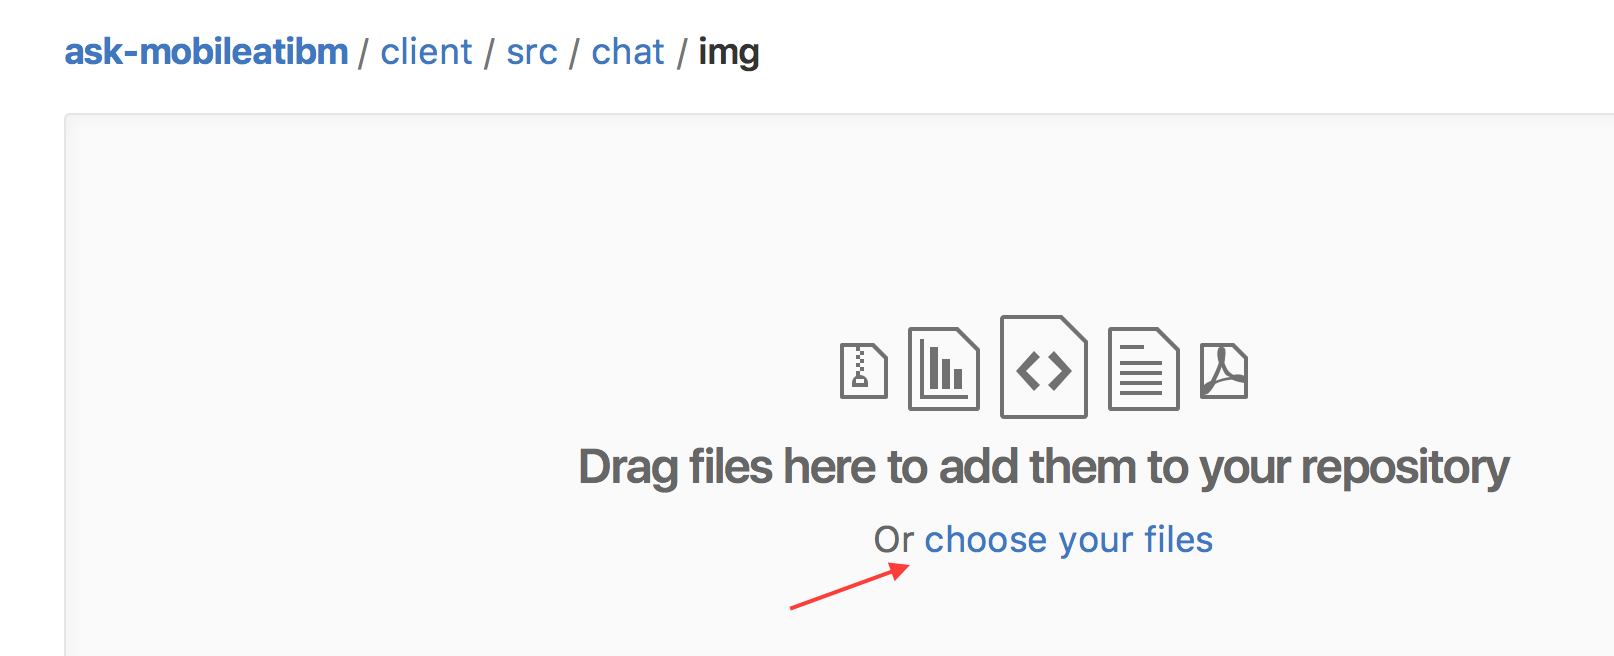 ask-mobileatibm / client / src / chat / img
Drag files here to add them to your repository
Or choose your files